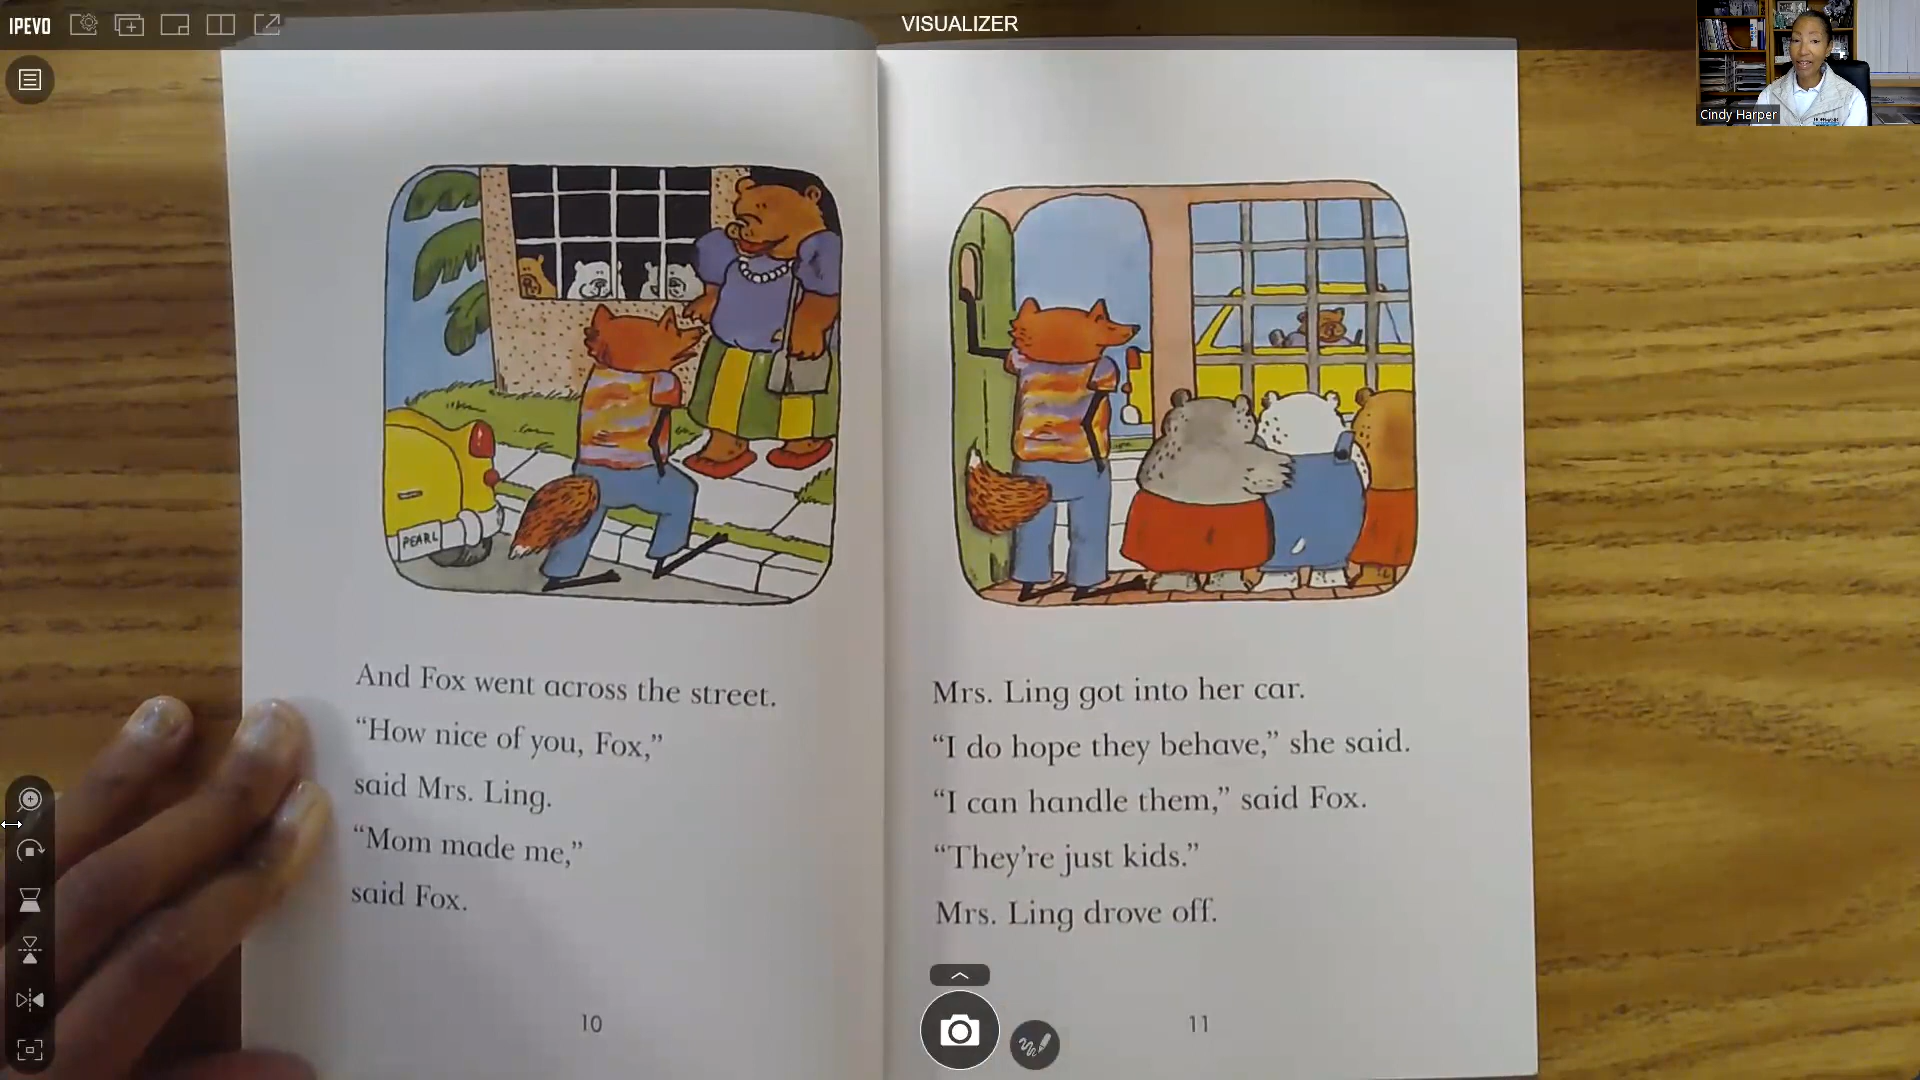 IPEVO
VISUALIZER
Cindy Harper
PEARL
And Fox went across the street.
“How nice of you, Fox,”
said Mrs. Ling.
“Mom made me,”
said Fox.
10
Mrs. Ling got into her car.
“I do hope they behave,” she said.
“I can handle them,” said Fox.
“They’re just kids.”
Mrs. Ling drove off.
11